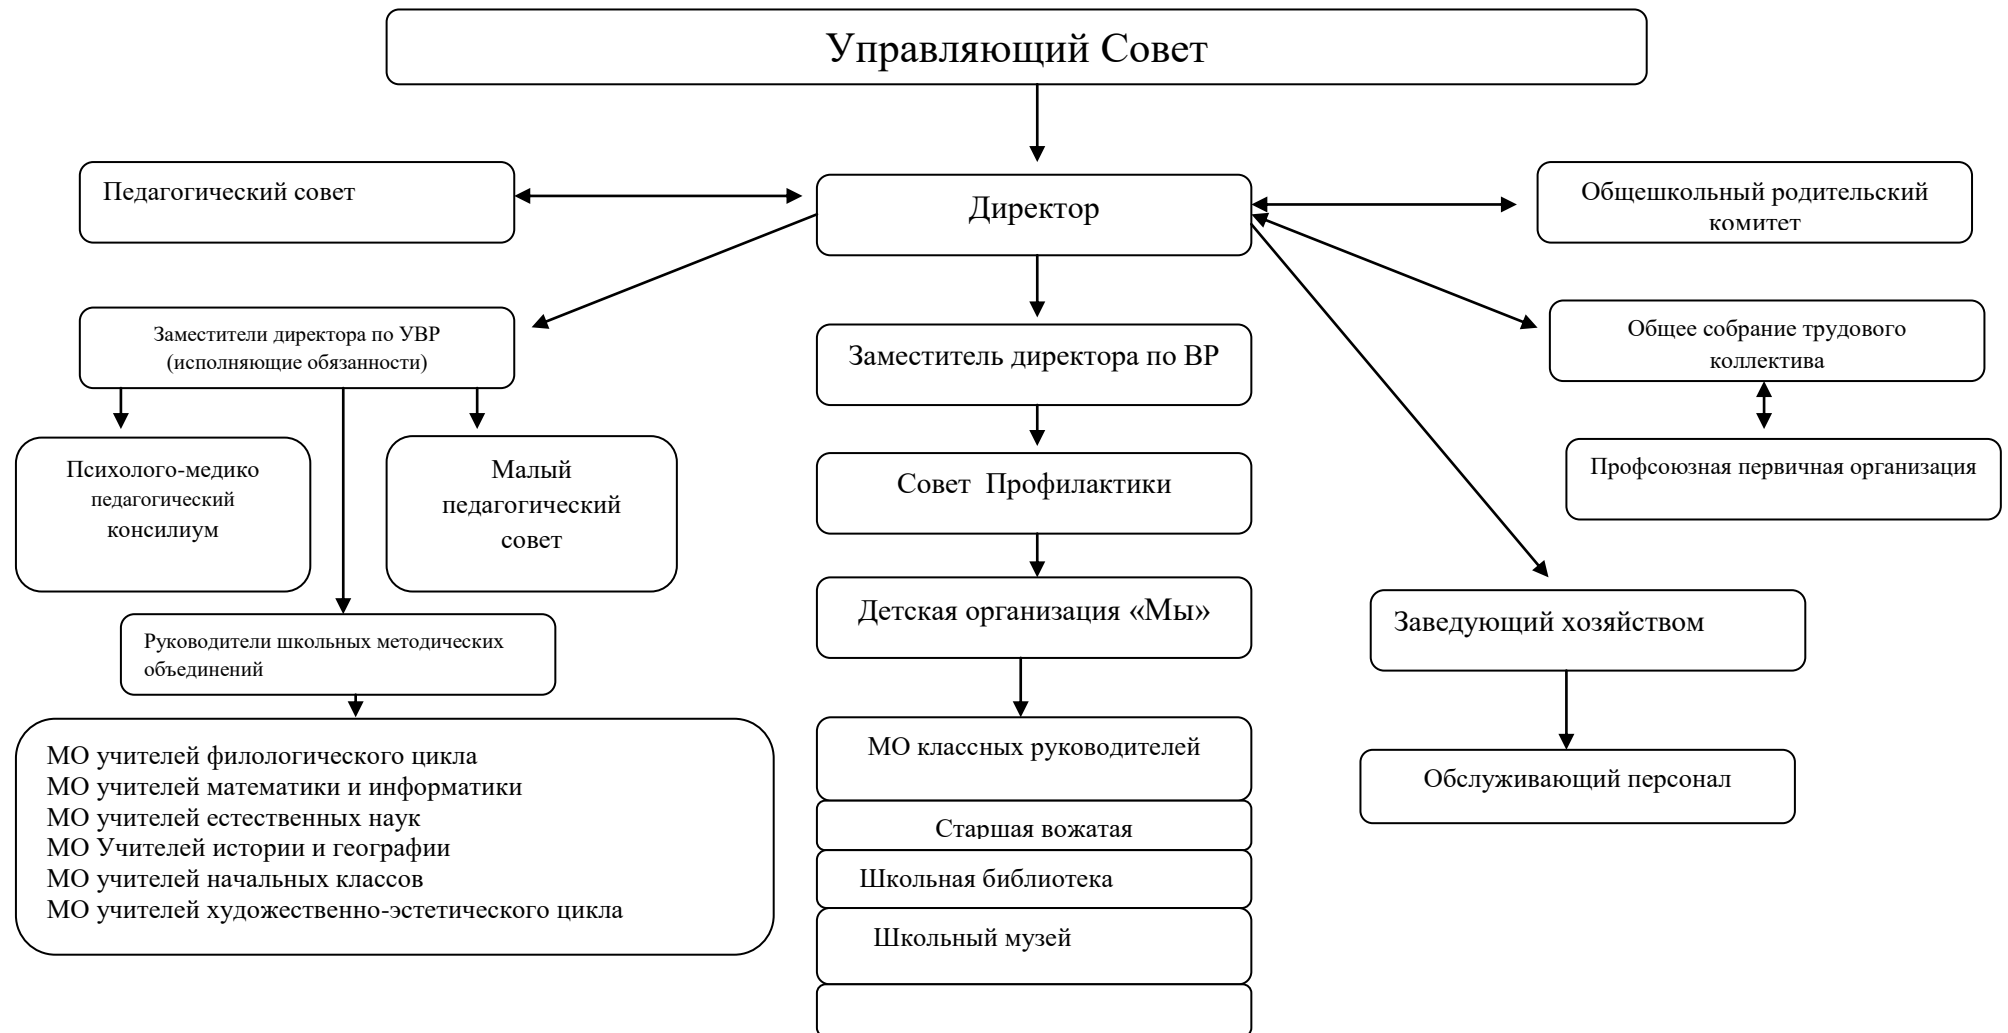 Управляющий Совет
Педагогический совет
Директор
Общешкольный родительский
комитет
Заместители директора по УВР
(исполняющие обязанности)
Заместитель директора по ВР
Общее собрание трудового
коллектива
Психолого-медико
педагогический
консилиум
Малый
педагогический
совет
Совет Профилактики
Профсоюзная первичная организация
Руководители школьных методических
объединений
Детская организация «Мы»
Заведующий хозяйством
МО учителей филологического цикла
МО учителей математики и информатики
МО учителей естественных наук
МО Учителей истории и географии
МО учителей начальных классов
МО учителей художественно-эстетического цикла
МО классных руководителей
Старшая вожатая
Школьная библиотека
Школьный музей
Обслуживающий персонал